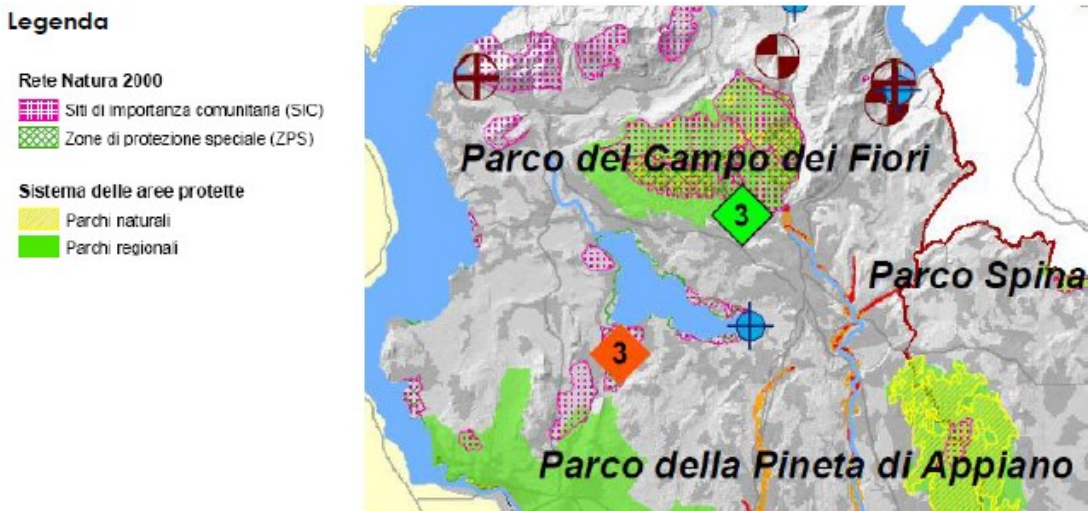 Legenda
Rete Natura 2000
Siti di importanza comunitaria (SIC)
Zone di protezione speciale (ZPS)
Sistema delle aree protette
Parchi naturali
Parchi regionali
Parco del Campo dei Fiori
3
Parco Spina
3
Parco della Pineta di Appiano